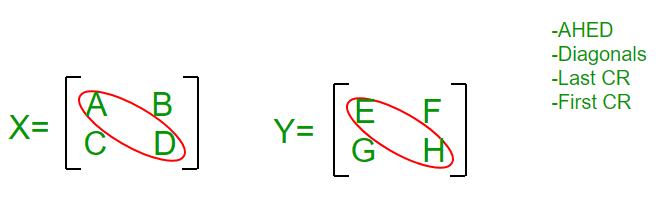 -AHED
-Diagonals
-Last CR
-First CR
X= A B
C D
Y= E F
G H